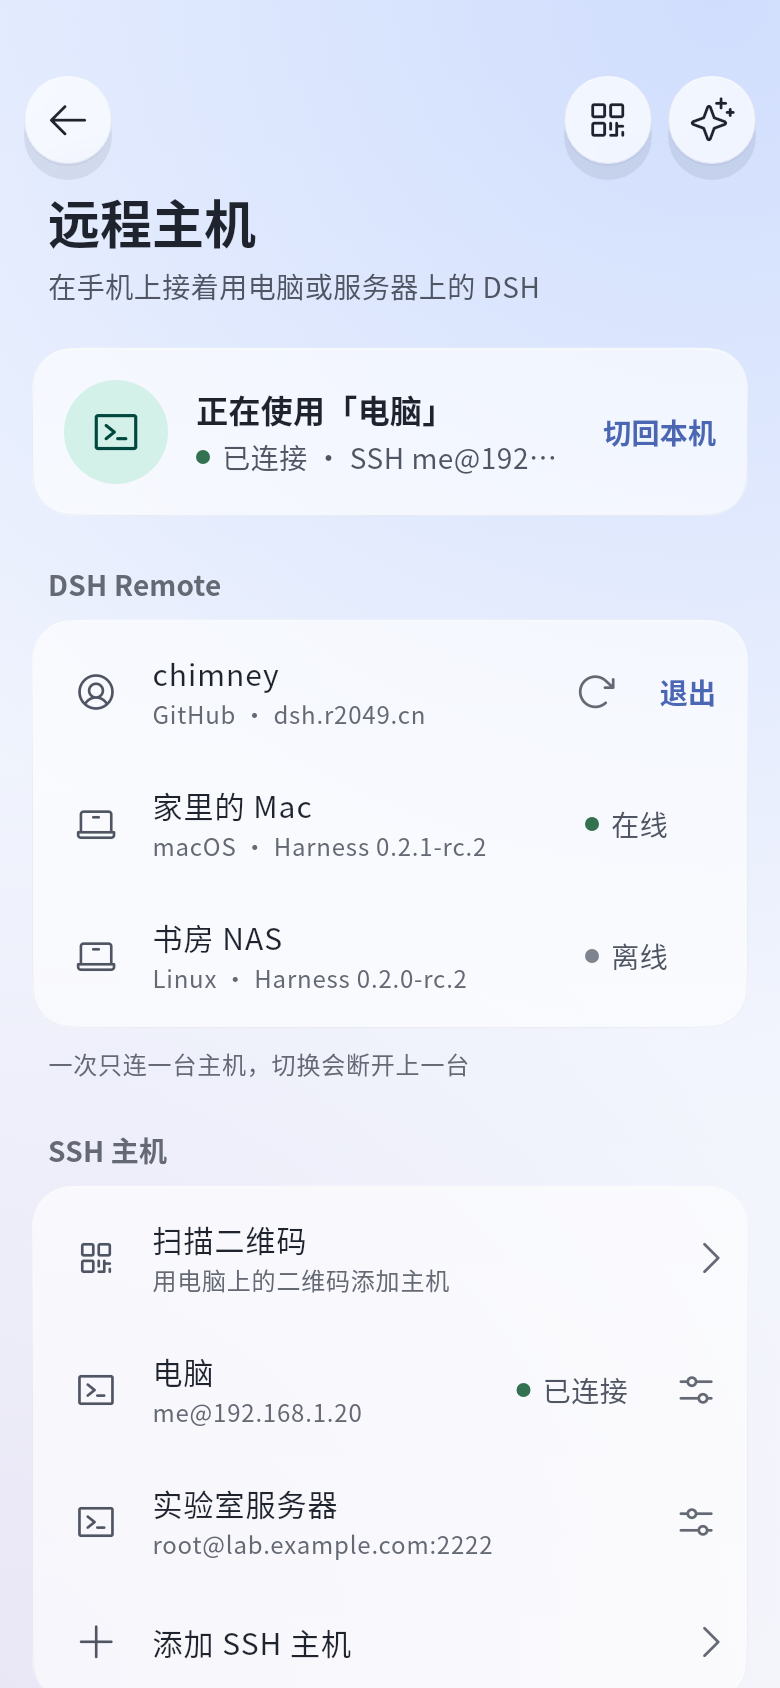 远程主机
在手机上接着用电脑或服务器上的 DSH
正在使用「电脑」
已连接 · SSH me@192…
切回本机
DSH Remote
chimney
GitHub · dsh.r2049.cn
退出
家里的 Mac
macOS · Harness 0.2.1-rc.2
在线
书房 NAS
Linux · Harness 0.2.0-rc.2
离线
一次只连一台主机，切换会断开上一台
SSH 主机
扫描二维码
用电脑上的二维码添加主机
电脑
me@192.168.1.20
已连接
实验室服务器
root@lab.example.com:2222
添加 SSH 主机